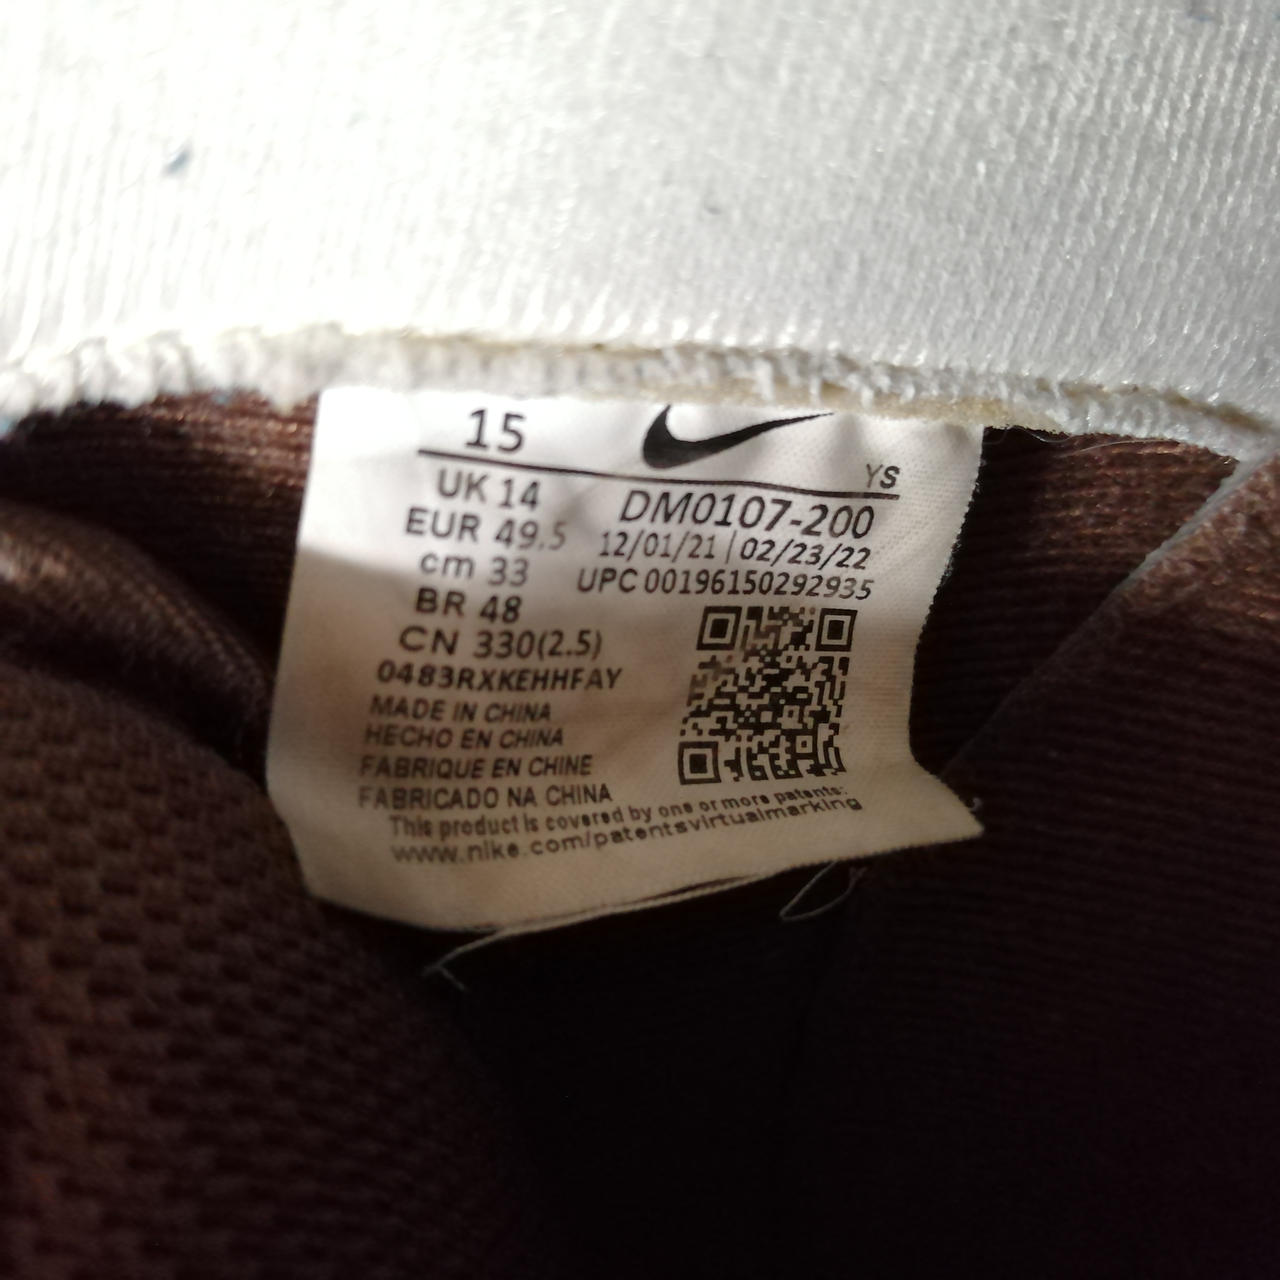 15
YS
UK 14
DM0107-200
EUR 49.5
12/01/21 | 02/23/22
cm 33
UPC 00196150292935
BR 48
CN 330(2.5)
0483RXKEHHFAY
MADE IN CHINA
HECHO EN CHINA
FABRIQUE EN CHINE
FABRICADO NA CHINA
This product is covered by one or more patents:
www.nike.com/patentsvirtualmarking